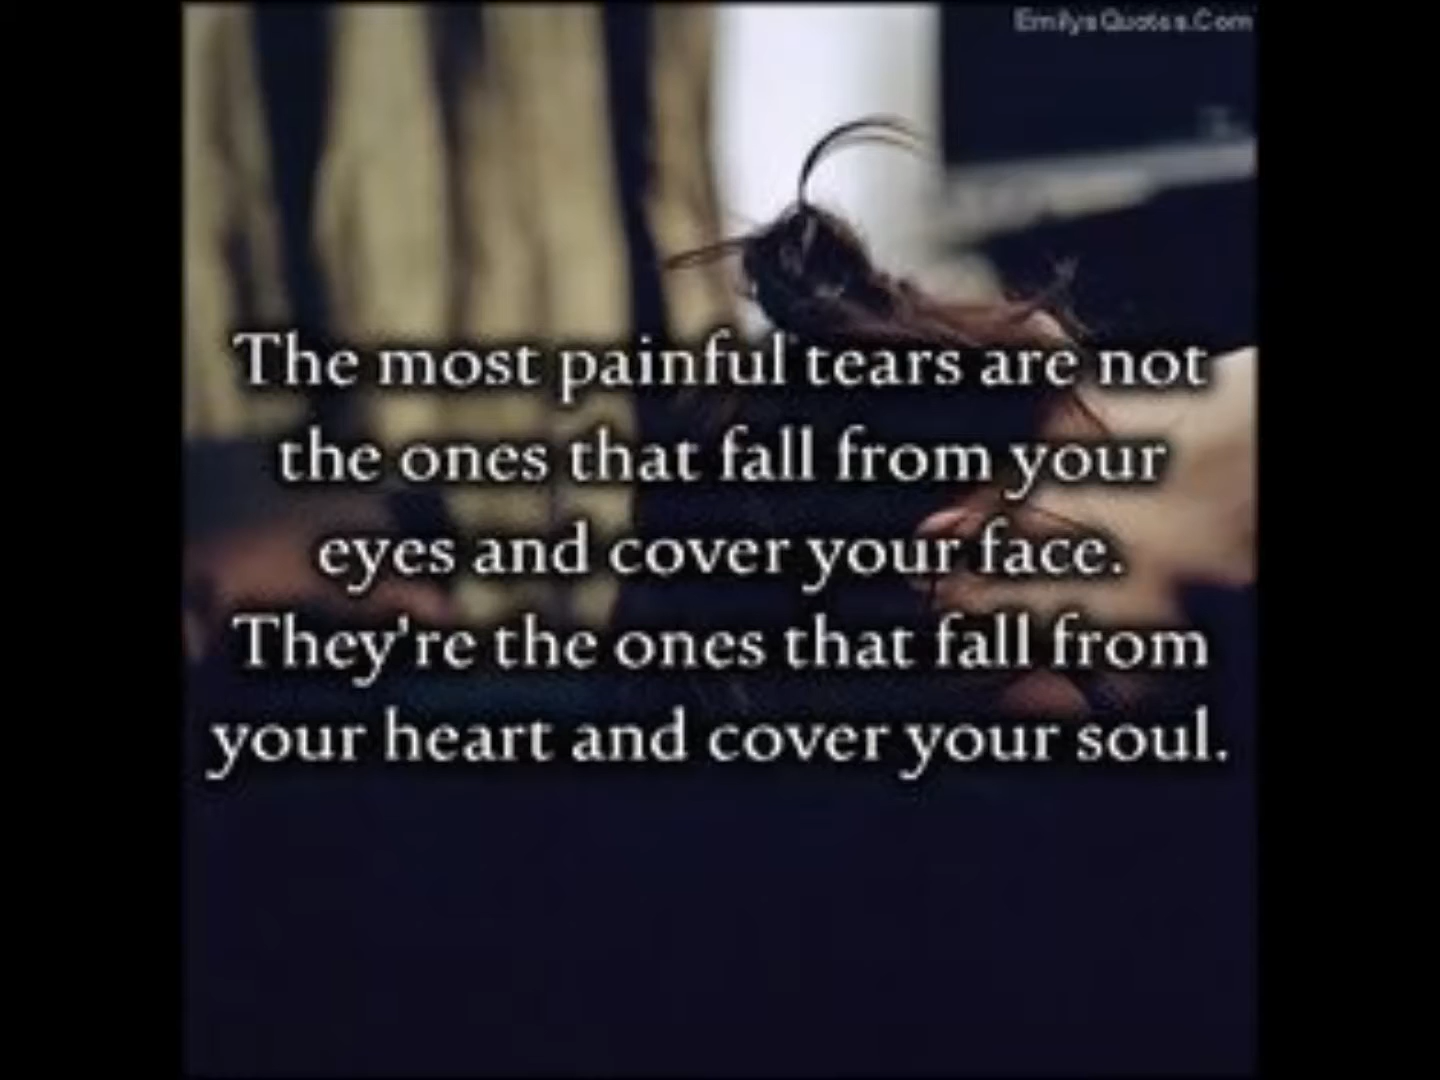 EmilysQuotes.Com
The most painful tears are not
the ones that fall from your
eyes and cover your face.
They're the ones that fall from
your heart and cover your soul.